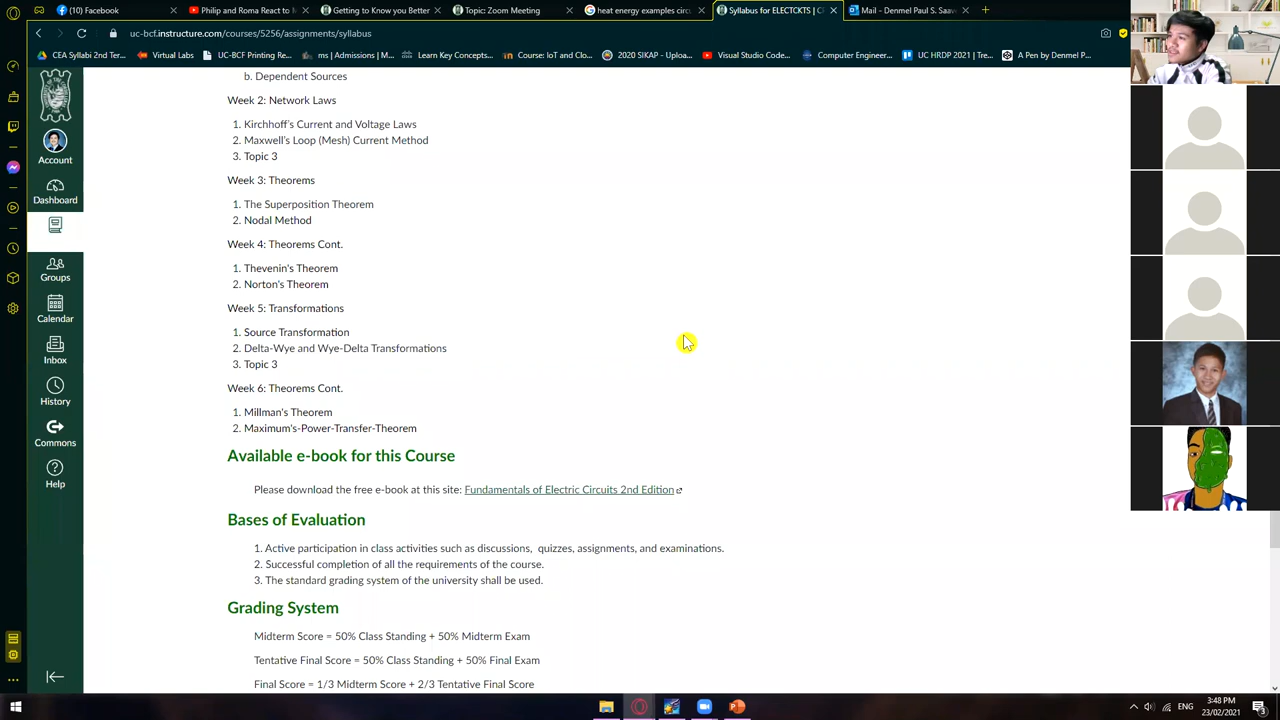 (10) Facebook
Philip and Roma React to
Getting to Know you Better
Topic: Zoom Meeting
heat energy examples circ
Syllabus for ELECTCKTS | C
Mail - Denmel Paul S. Saav
uc-bcf.instructure.com/courses/5256/assignments/syllabus
CEA Syllabi 2nd Ter...
Virtual Labs
UC-BCF Printing Re...
ms | Admissions | M...
Learn Key Concepts...
Course: IoT and Clo...
2020 SIKAP - Uploa...
Visual Studio Code...
Computer Engineer...
UC HRDP 2021 | Tre...
A Pen by Denmel P...
Account
Dashboard
Groups
Calendar
Inbox
History
Commons
Help
b. Dependent Sources
Week 2: Network Laws
1. Kirchhoff's Current and Voltage Laws
2. Maxwell's Loop (Mesh) Current Method
3. Topic 3
Week 3: Theorems
1. The Superposition Theorem
2. Nodal Method
Week 4: Theorems Cont.
1. Thevenin's Theorem
2. Norton's Theorem
Week 5: Transformations
1. Source Transformation
2. Delta-Wye and Wye-Delta Transformations
3. Topic 3
Week 6: Theorems Cont.
1. Millman's Theorem
2. Maximum's-Power-Transfer-Theorem
Available e-book for this Course
Please download the free e-book at this site: Fundamentals of Electric Circuits 2nd Edition
Bases of Evaluation
1. Active participation in class activities such as discussions, quizzes, assignments, and examinations.
2. Successful completion of all the requirements of the course.
3. The standard grading system of the university shall be used.
Grading System
Midterm Score = 50% Class Standing + 50% Midterm Exam
Tentative Final Score = 50% Class Standing + 50% Final Exam
Final Score = 1/3 Midterm Score + 2/3 Tentative Final Score
ENG
3:48 PM
23/02/2021